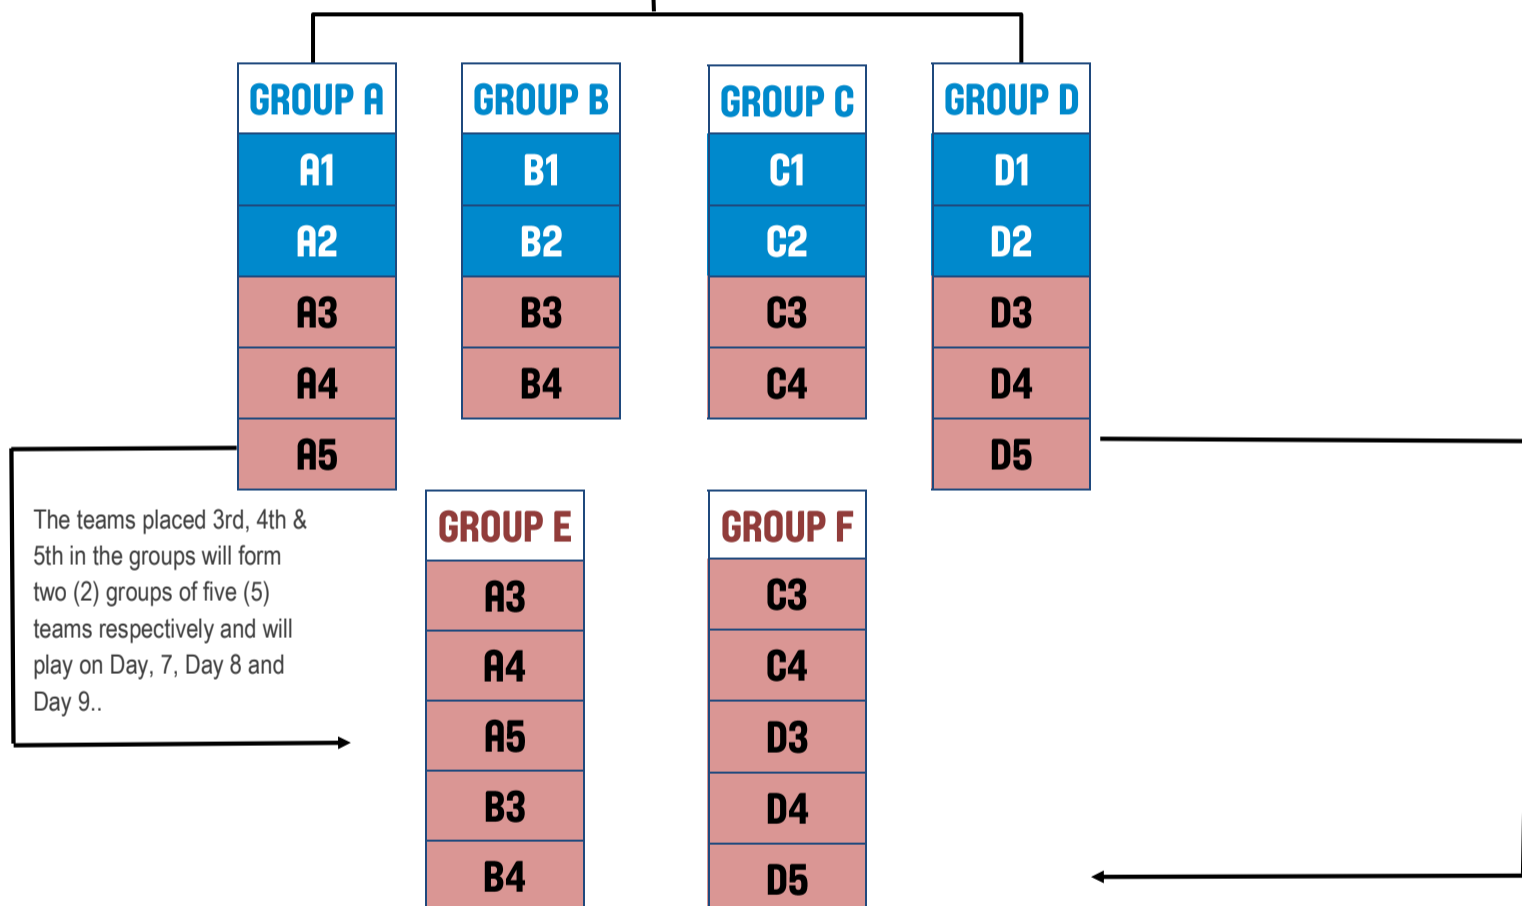 GROUP A
A1
A2
A3
A4
A5
GROUP B
B1
B2
B3
B4
GROUP C
C1
C2
C3
C4
GROUP D
D1
D2
D3
D4
D5
The teams placed 3rd, 4th &
5th in the groups will form
two (2) groups of five (5)
teams respectively and will
play on Day, 7, Day 8 and
Day 9..
GROUP E
A3
A4
A5
B3
B4
GROUP F
C3
C4
D3
D4
D5